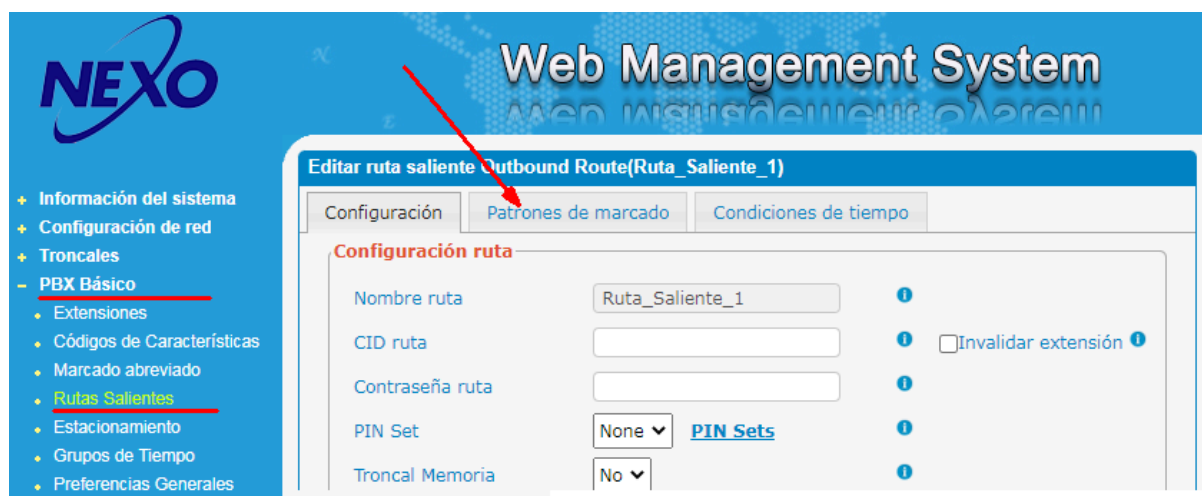 NEXO
Web Management System
Editar ruta saliente Outbound Route(Ruta_Saliente_1)
Configuración Patrones de marcado Condiciones de tiempo
Información del sistema
Configuración de red
Troncales
PBX Básico
Extensiones
Códigos de Características
Marcado abreviado
Rutas Salientes
Estacionamiento
Grupos de Tiempo
Preferencias Generales
Configuración ruta
Nombre ruta Ruta_Saliente_1
CID ruta Invalidar extensión
Contraseña ruta
PIN Set None PIN Sets
Troncal Memoria No